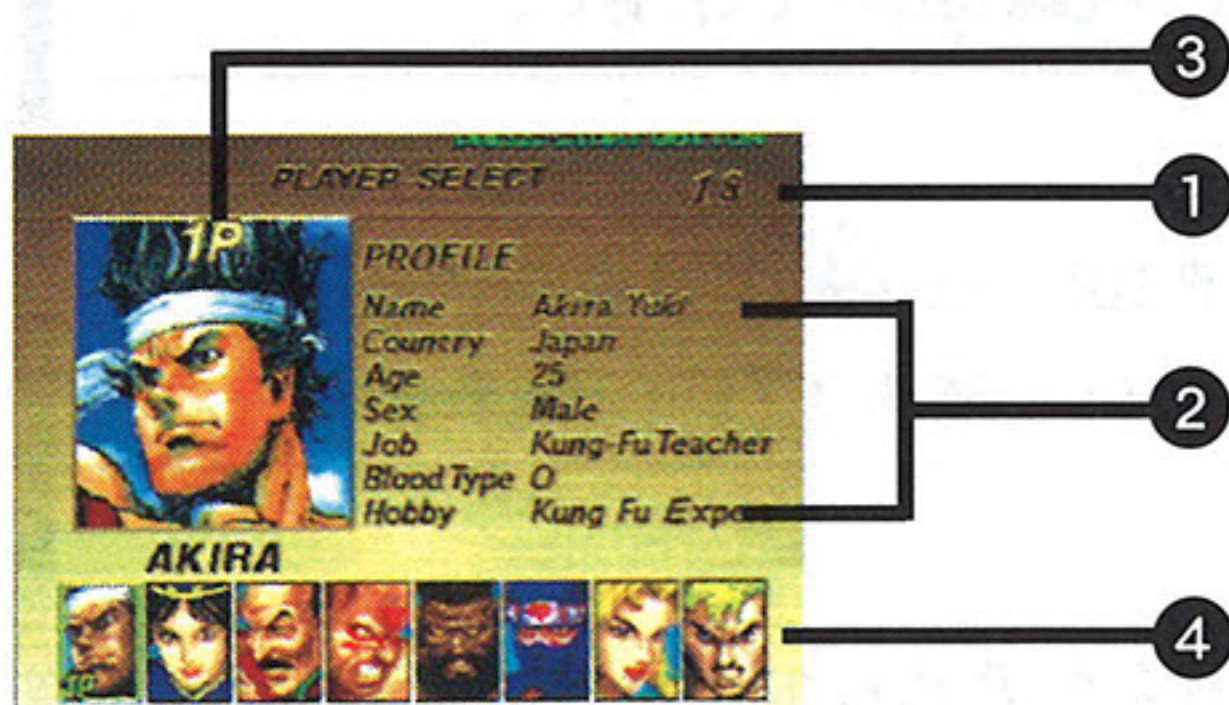 3
PLAYER SELECT 18
1
1P
PROFILE
Name Akira Yuki
Country Japan
Age 25
Sex Male
2
Job Kung-Fu Teacher
Blood Type O
Hobby Kung Fu
AKIRA
4
1P